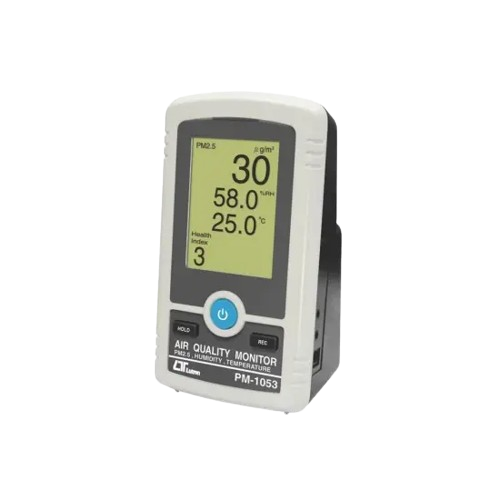 PM2.5 μg/m³
30
58.0 %RH
25.0 °C
Health
Index
3
HOLD
REC
AIR QUALITY MONITOR
PM2.5 . HUMIDITY . TEMPERATURE
Lutron PM-1053